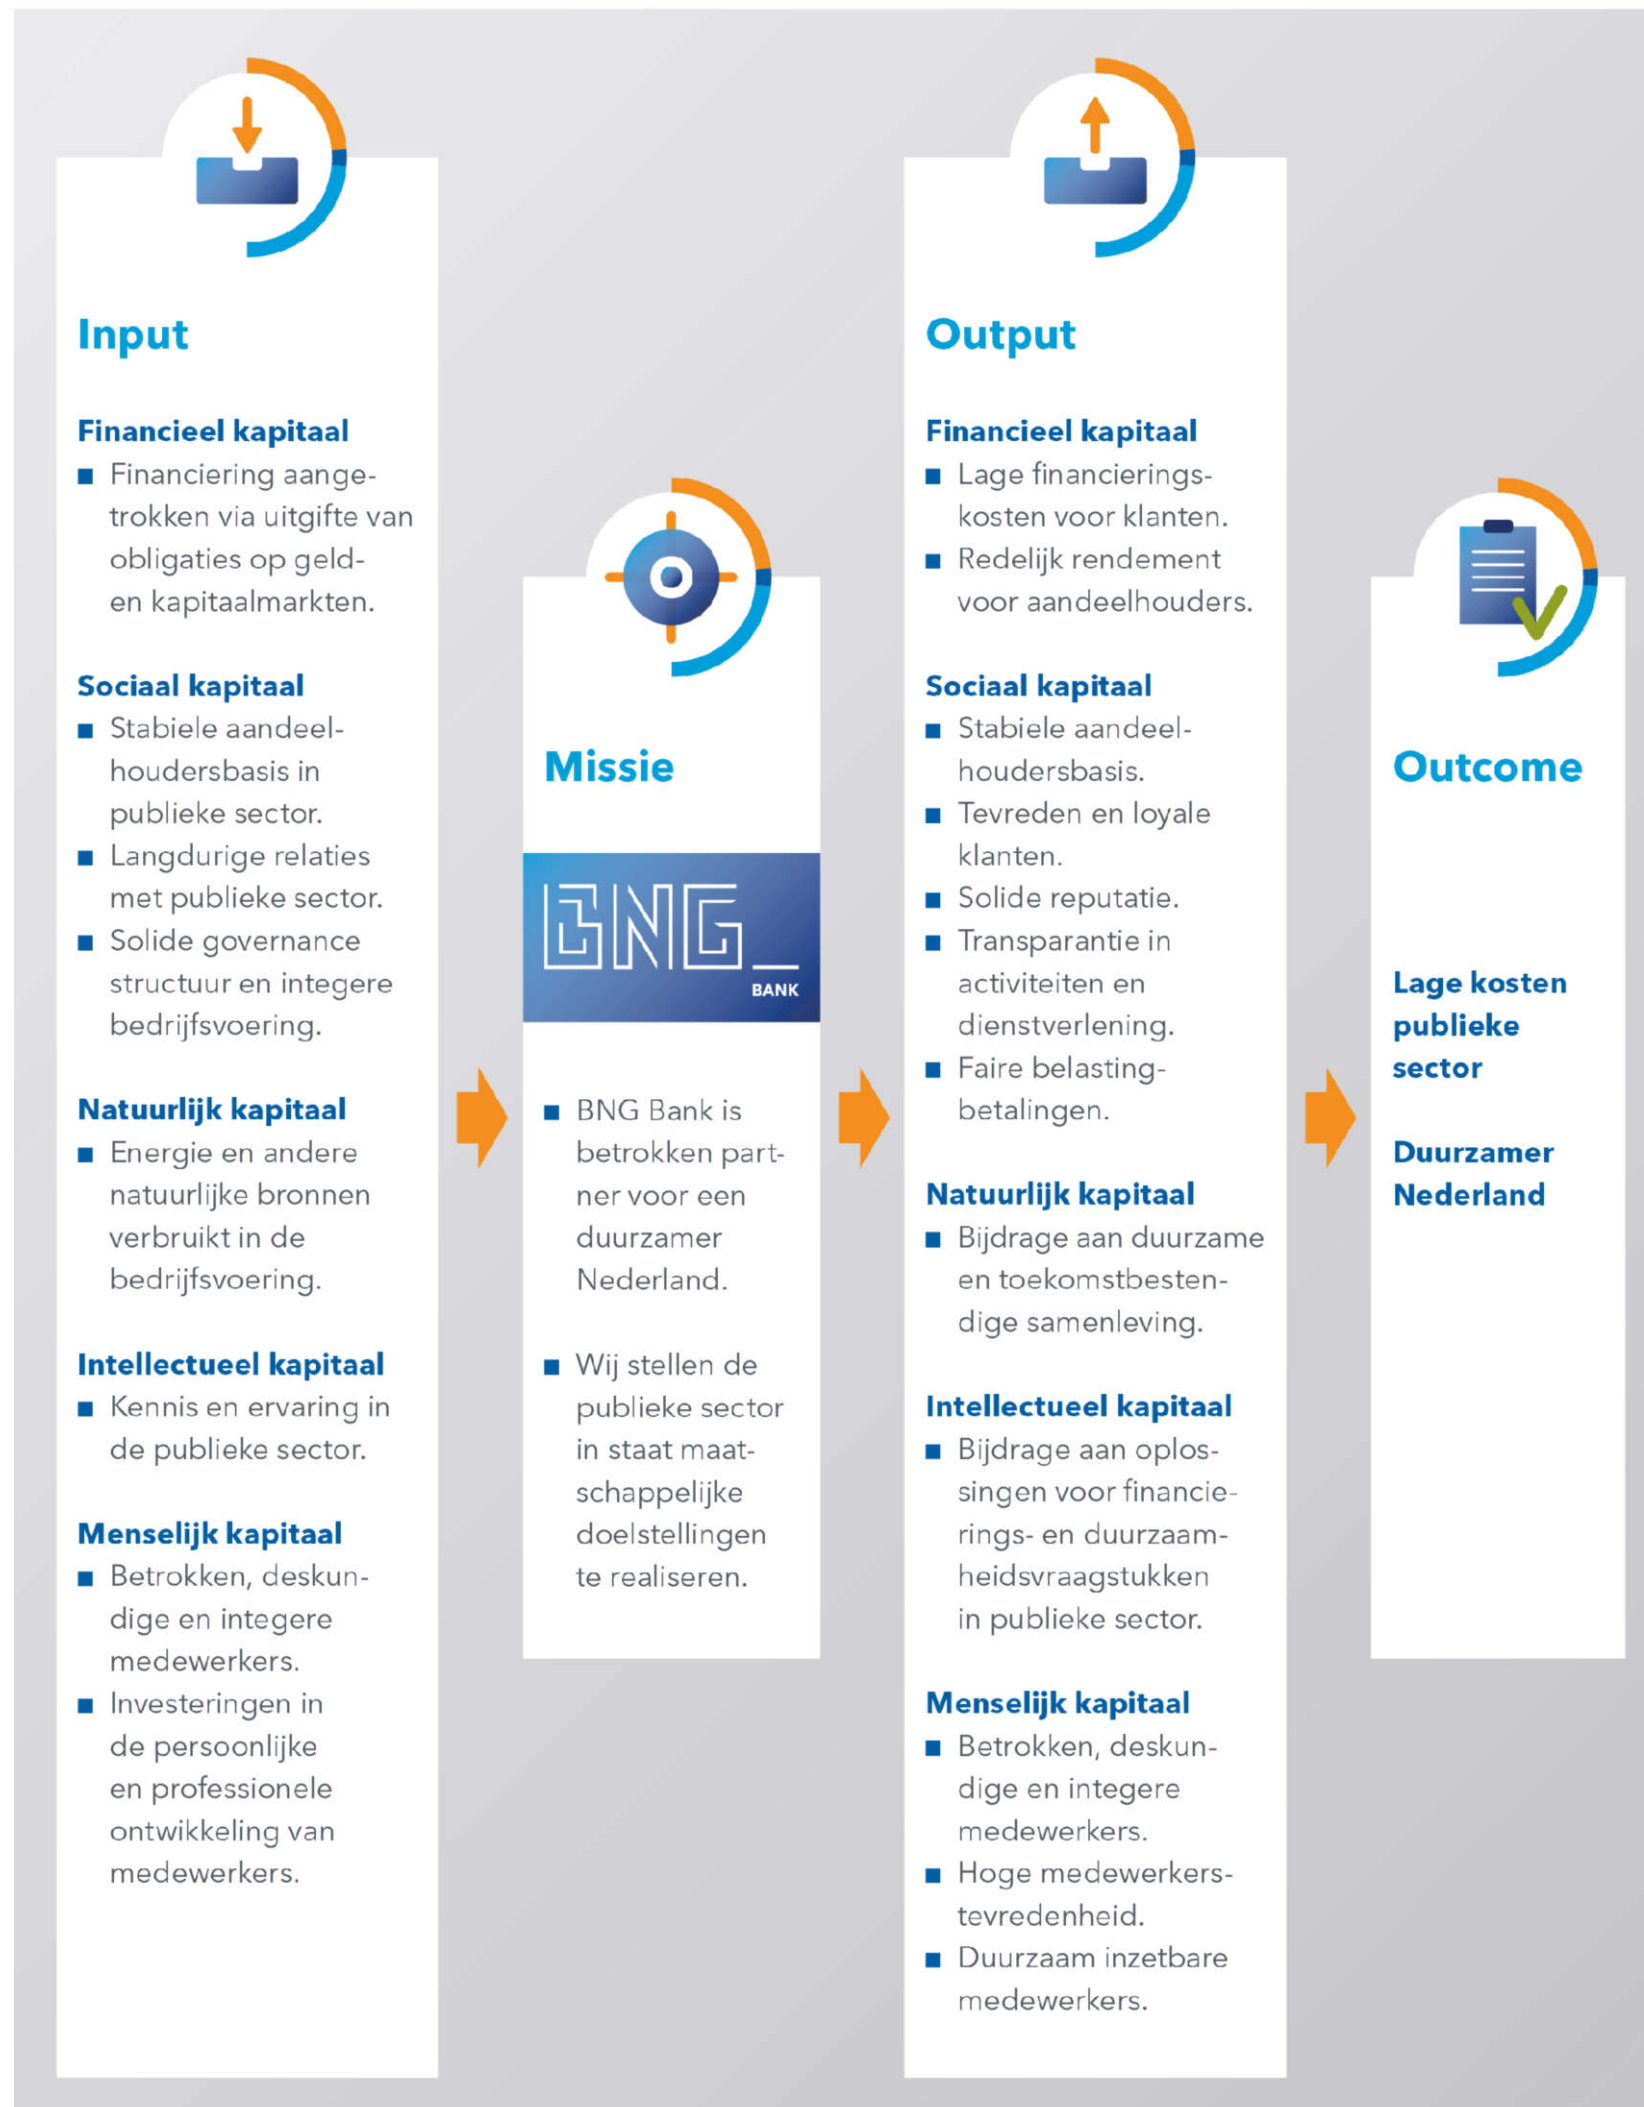 Input
Financieel kapitaal
Financiering aange-
trokken via uitgifte van
obligaties op geld-
en kapitaalmarkten.
Sociaal kapitaal
Stabiele aandeel-
houdersbasis in
publieke sector.
Langdurige relaties
met publieke sector.
Solide governance
structuur en integere
bedrijfsvoering.
Natuurlijk kapitaal
Energie en andere
natuurlijke bronnen
verbruikt in de
bedrijfsvoering.
Intellectueel kapitaal
Kennis en ervaring in
de publieke sector.
Menselijk kapitaal
Betrokken, deskun-
dige en integere
medewerkers.
Investeringen in
de persoonlijke
en professionele
ontwikkeling van
medewerkers.
Missie
BNG
BANK
BNG Bank is
betrokken part-
ner voor een
duurzamer
Nederland.
Wij stellen de
publieke sector
in staat maat-
schappelijke
doelstellingen
te realiseren.
Output
Financieel kapitaal
Lage financierings-
kosten voor klanten.
Redelijk rendement
voor aandeelhouders.
Sociaal kapitaal
Stabiele aandeel-
houdersbasis.
Tevreden en loyale
klanten.
Solide reputatie.
Transparantie in
activiteiten en
dienstverlening.
Faire belasting-
betalingen.
Natuurlijk kapitaal
Bijdrage aan duurzame
en toekomstbesten-
dige samenleving.
Intellectueel kapitaal
Bijdrage aan oplos-
singen voor financie-
rings- en duurzaam-
heidsvraagstukken
in publieke sector.
Menselijk kapitaal
Betrokken, deskun-
dige en integere
medewerkers.
Hoge medewerkers-
tevredenheid.
Duurzaam inzetbare
medewerkers.
Outcome
Lage kosten
publieke
sector
Duurzamer
Nederland